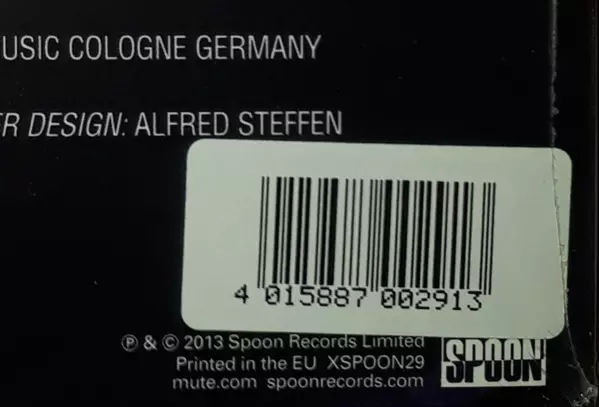 USIC COLOGNE GERMANY
R DESIGN: ALFRED STEFFEN
4 015887 002913
℗ & © 2013 Spoon Records Limited
Printed in the EU XSPOON29
mute.com spoonrecords.com
SPOON